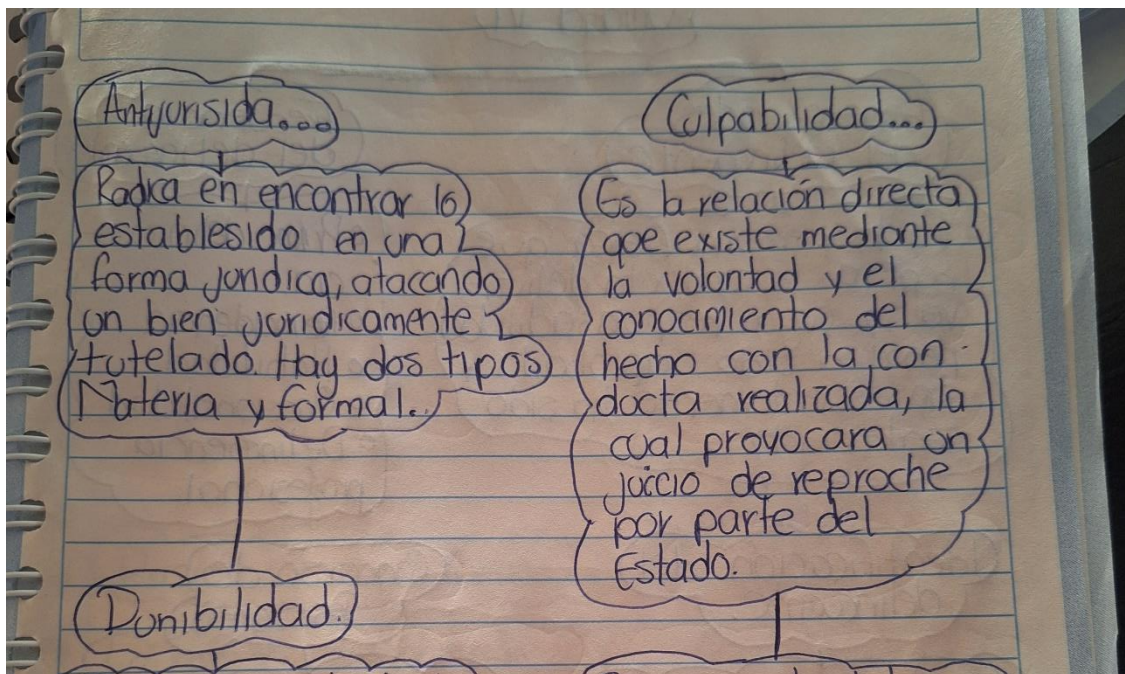 Antyurisida...
Radica en encontrar lo
establesido en una
forma juridica, atacando
un bien juridicamente
tutelado. Hay dos tipos
Materia y formal.
Punibilidad.
Culpabilidad...
Es la relación directa
que existe mediante
la volontad y el
conocimiento del
hecho con la con-
ducta realizada, la
cual provocara un
juicio de reproche
por parte del
Estado.